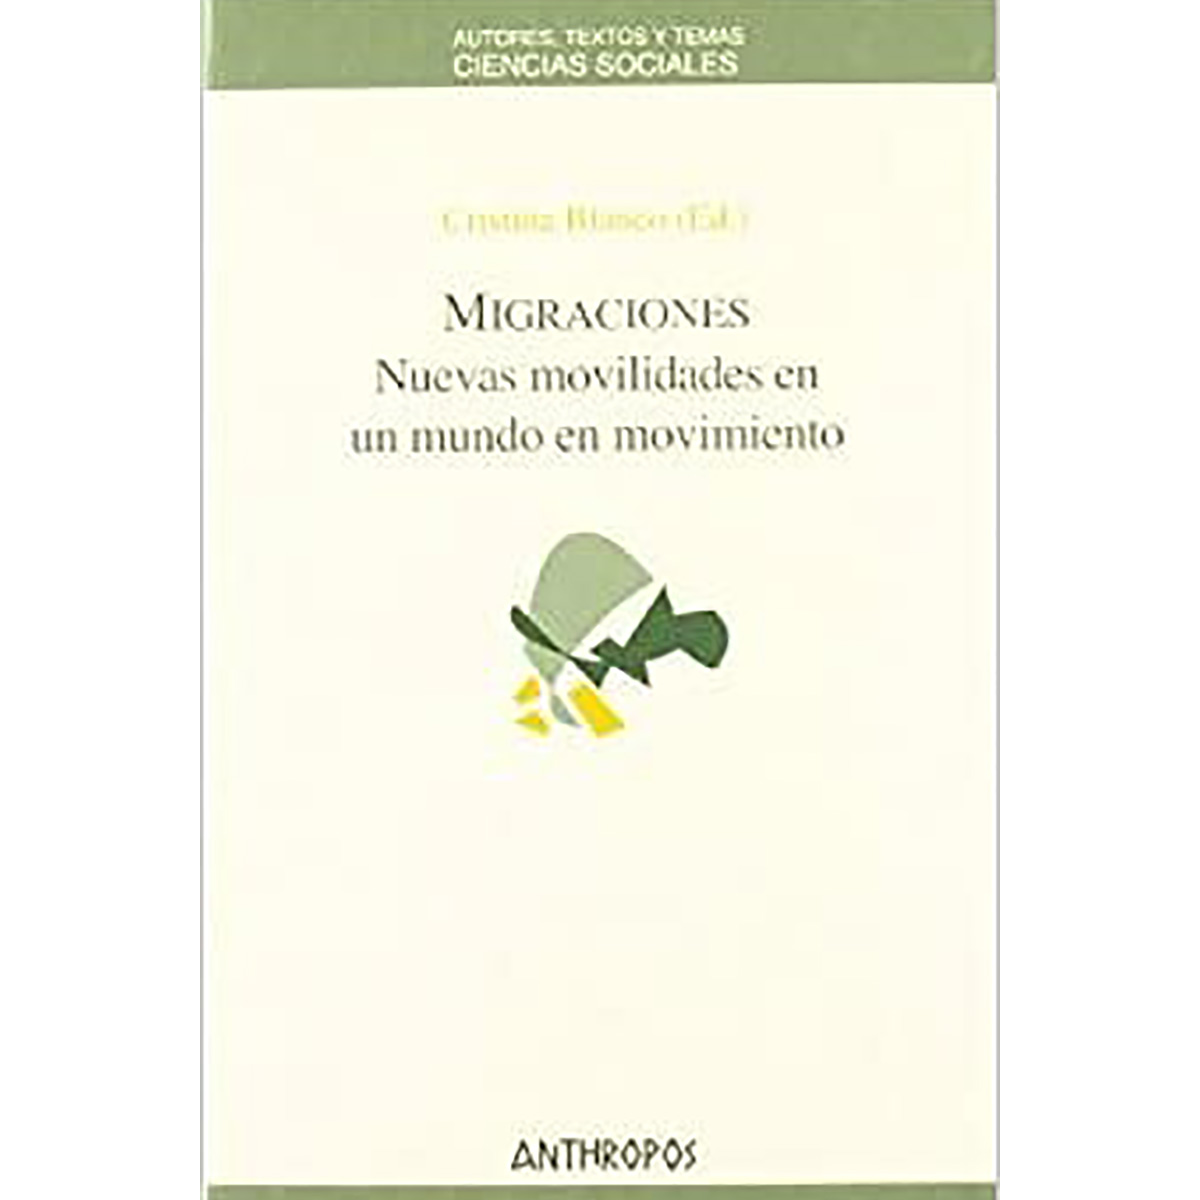 AUTORES, TEXTOS Y TEMAS
CIENCIAS SOCIALES
Cristina Blanco (Ed.)
MIGRACIONES
Nuevas movilidades en
un mundo en movimiento
ANTHROPOS